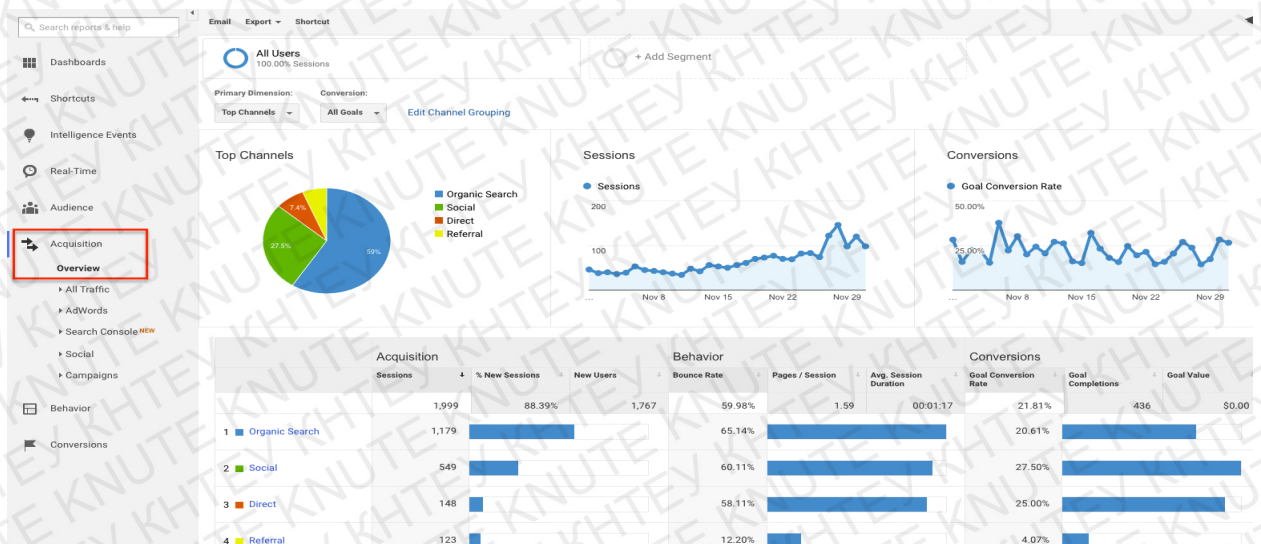 Search reports & help
Email Export Shortcut
All Users
100.00% Sessions
+ Add Segment
Dashboards
Shortcuts
Intelligence Events
Real-Time
Audience
Acquisition
Overview
All Traffic
AdWords
Search Console NEW
Social
Campaigns
Behavior
Conversions
Primary Dimension: Conversion:
Top Channels All Goals Edit Channel Grouping
Top Channels
7.4%
27.5%
59%
Organic Search
Social
Direct
Referral
Sessions
Sessions
200
100
... Nov 8 Nov 15 Nov 22 Nov 29
Conversions
Goal Conversion Rate
50.00%
25.00%
... Nov 8 Nov 15 Nov 22 Nov 29
Acquisition Behavior Conversions
Sessions % New Sessions New Users Bounce Rate Pages / Session Avg. Session Duration Goal Conversion Rate Goal Completions Goal Value
1,999 88.39% 1,767 59.98% 1.59 00:01:17 21.81% 436 $0.00
1 Organic Search 1,179 65.14% 20.61%
2 Social 549 60.11% 27.50%
3 Direct 148 58.11% 25.00%
4 Referral 123 12.20% 4.07%
KNUTE KHTEY